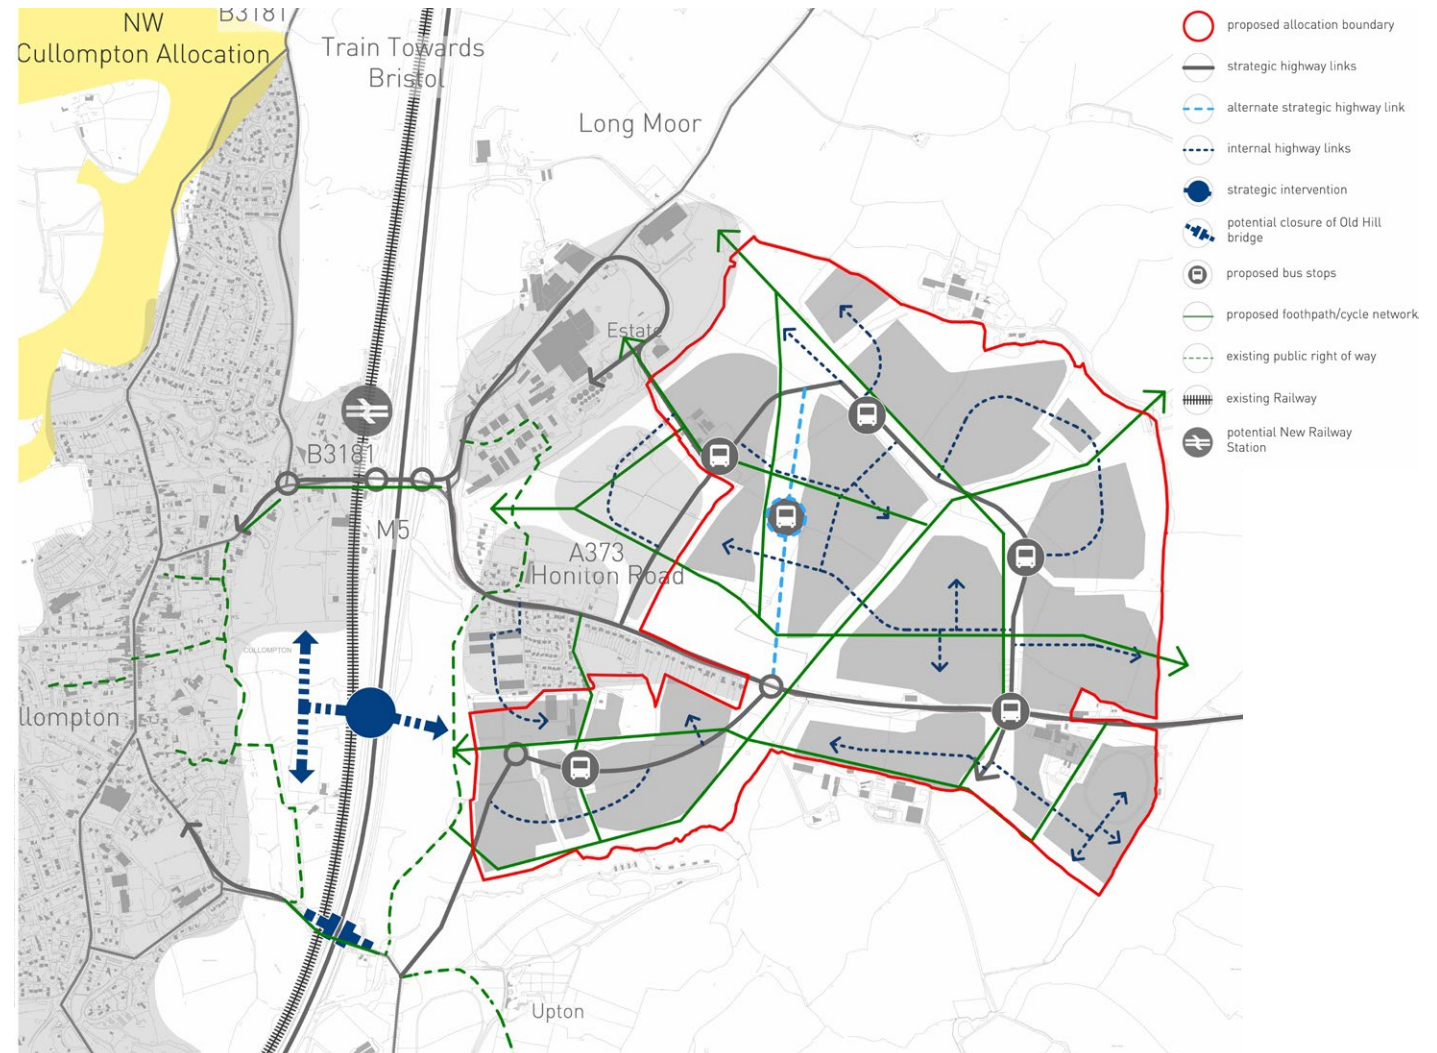 B3181
NW
Cullompton Allocation
Train Towards
Bristol
Long Moor
Estate
B3181
M5
A373
Honiton Road
CULLOMPTON
llompton
Upton
proposed allocation boundary
strategic highway links
alternate strategic highway link
internal highway links
strategic intervention
potential closure of Old Hill
bridge
proposed bus stops
proposed foothpath/cycle network
existing public right of way
existing Railway
potential New Railway
Station